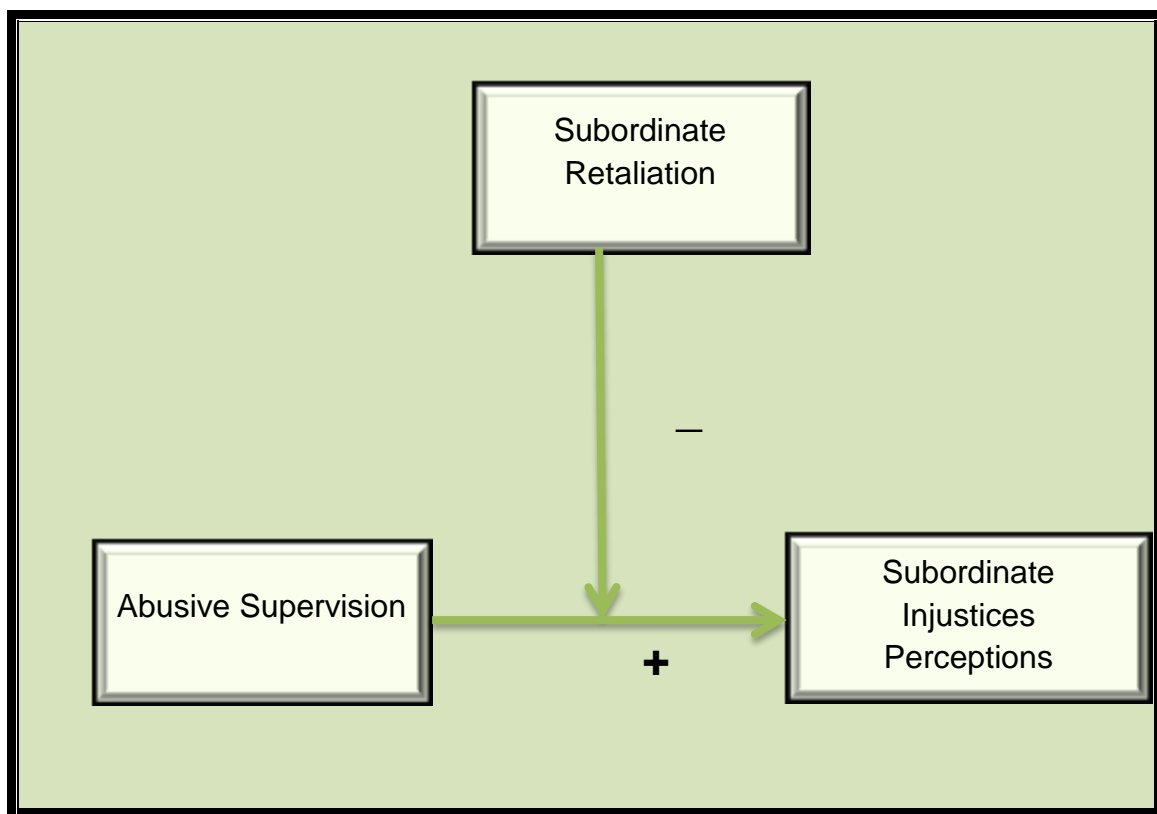 Subordinate
Retaliation
_
Abusive Supervision
Subordinate
Injustices
Perceptions
+